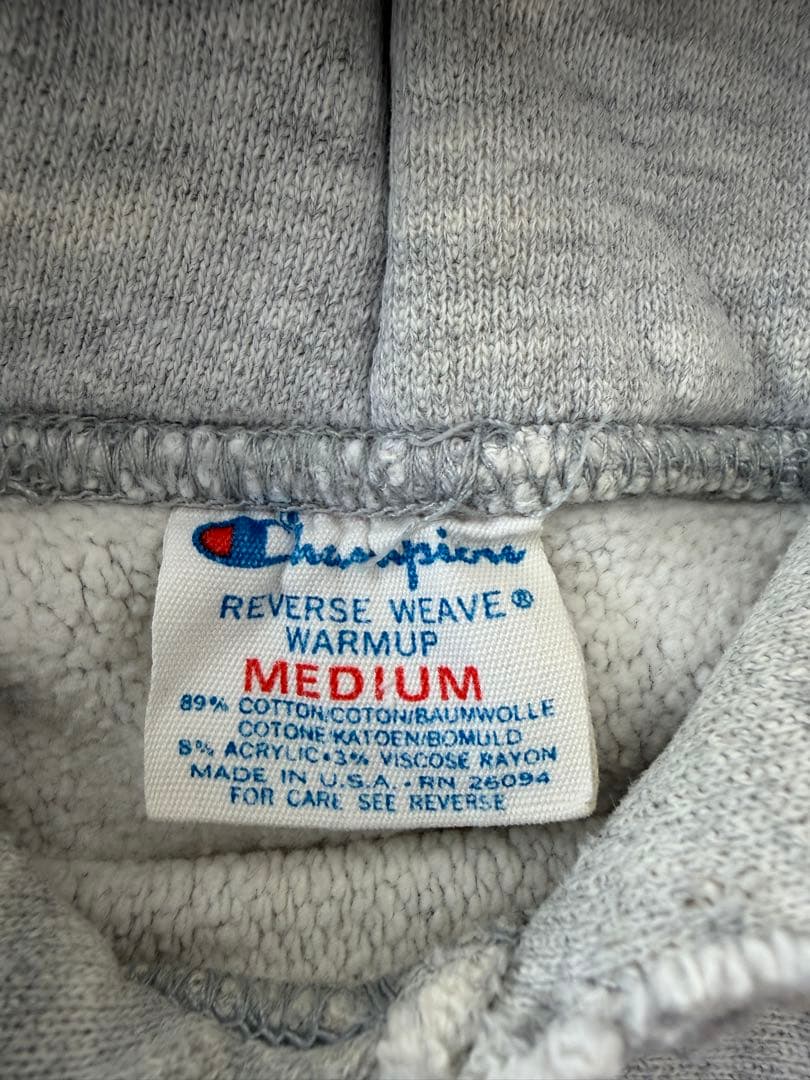 Champion
REVERSE WEAVE®
WARMUP
MEDIUM
89% COTTON/COTON/BAUMWOLLE
COTONE/KATOEN/BOMULD
8% ACRYLIC•3% VISCOSE RAYON
MADE IN U.S.A.•RN 26094
FOR CARE SEE REVERSE